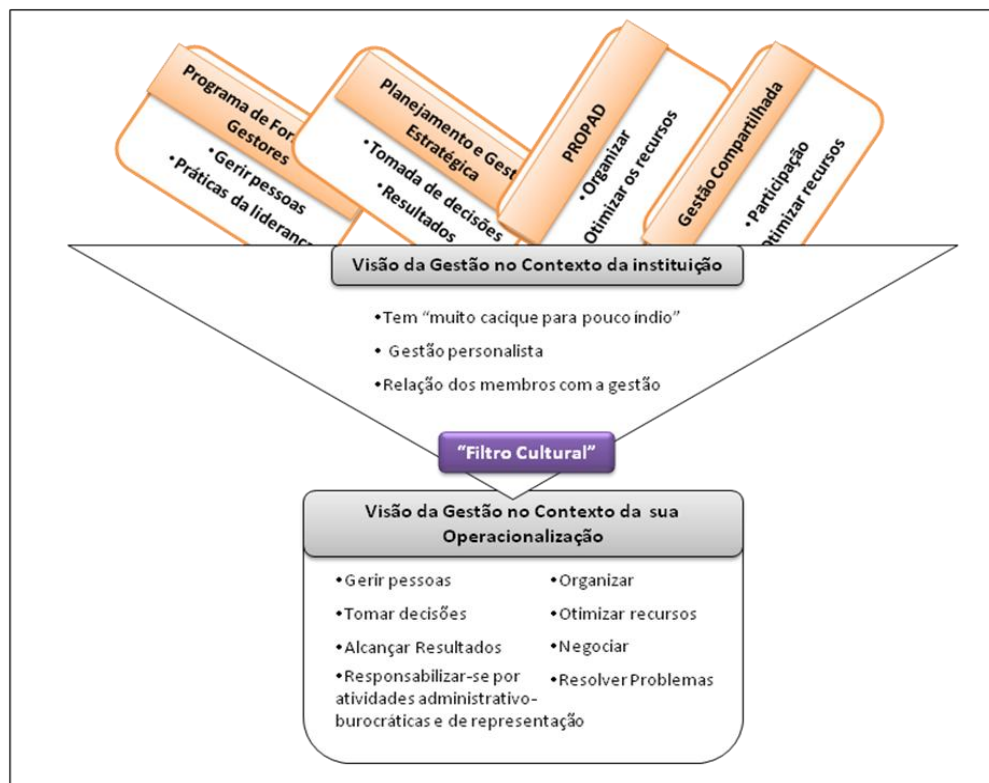 Programa de For
Gestores
•Gerir pessoas
•Práticas da lideranç
Planejamento e Gest
Estratégica
•Tomada de decisões
•Resultados
PROPAD
•Organizar
Otimizar os recursos
Gestão Compartilhada
•Participação
Otimizar recursos
Visão da Gestão no Contexto da instituição
•Tem “muito cacique para pouco índio”
• Gestão personalista
•Relação dos membros com a gestão
“Filtro Cultural”
Visão da Gestão no Contexto da sua
Operacionalização
•Gerir pessoas
•Tomar decisões
•Alcançar Resultados
•Responsabilizar-se por
atividades administrativo-
burocráticas e de representação
•Organizar
•Otimizar recursos
•Negociar
•Resolver Problemas